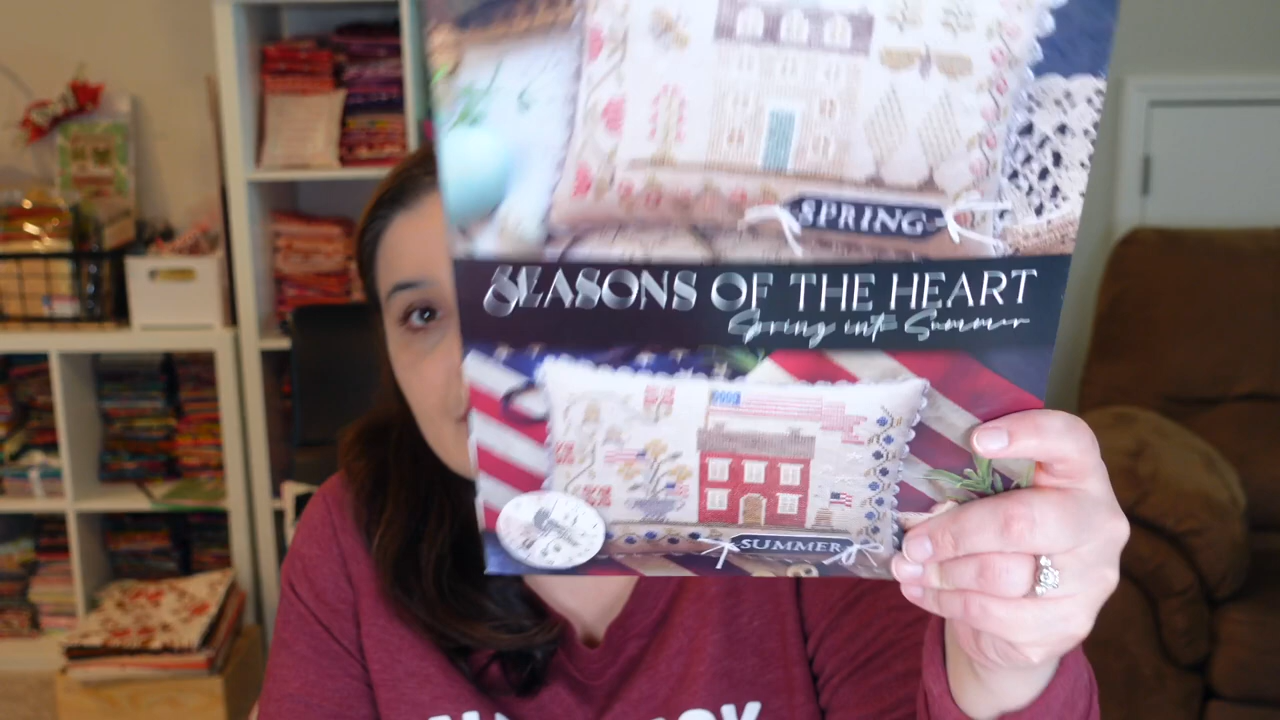 SPRING
SEASONS OF THE HEART
Spring into Summer
SUMMER